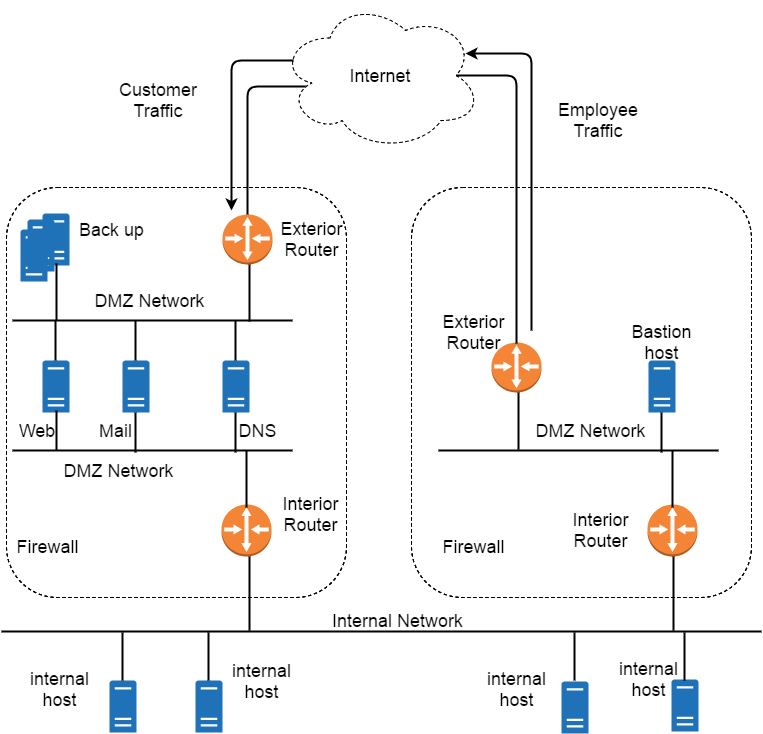 Internet
Customer
Traffic
Employee
Traffic
Back up
Exterior
Router
DMZ Network
Exterior
Router
Bastion
host
Web
Mail
DNS
DMZ Network
DMZ Network
Interior
Router
Firewall
Interior
Router
Firewall
Internal Network
internal
host
internal
host
internal
host
internal
host